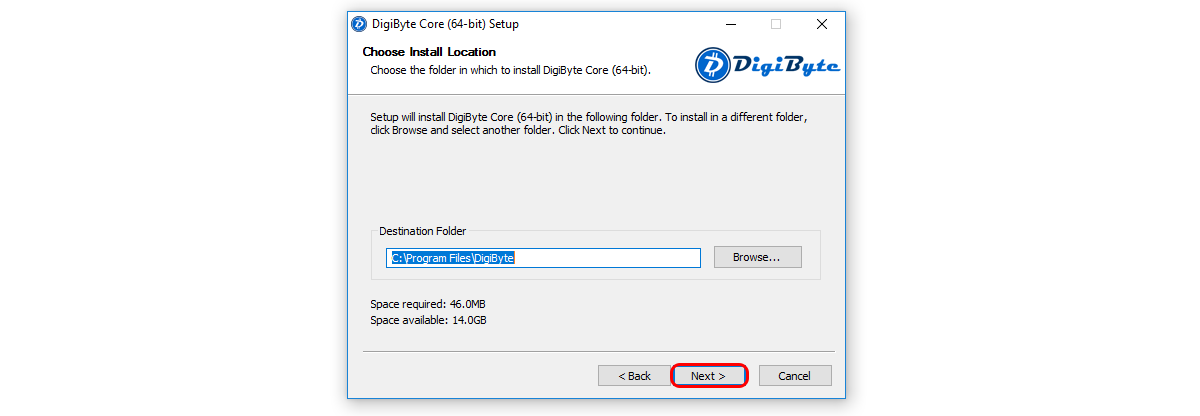 DigiByte Core (64-bit) Setup
Choose Install Location
Choose the folder in which to install DigiByte Core (64-bit).
DigiByte
Setup will install DigiByte Core (64-bit) in the following folder. To install in a different folder,
click Browse and select another folder. Click Next to continue.
Destination Folder
C:\Program Files\DigiByte
Browse...
Space required: 46.0MB
Space available: 14.0GB
< Back
Next >
Cancel